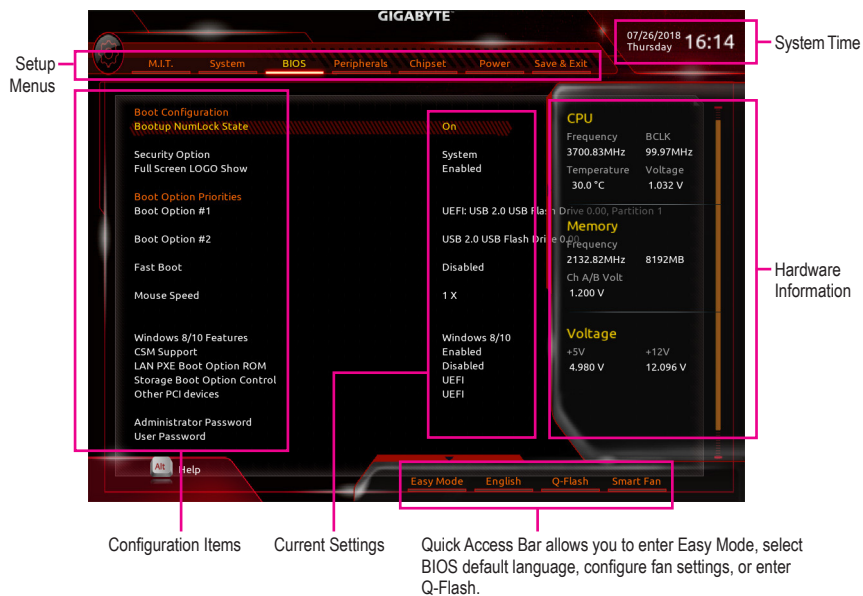 GIGABYTE™
07/26/2018
Thursday
16:14
System Time
Setup
Menus
M.I.T. System BIOS Peripherals Chipset Power Save & Exit
Boot Configuration
Bootup NumLock State On
Security Option System
Full Screen LOGO Show Enabled
Boot Option Priorities
Boot Option #1 UEFI: USB 2.0 USB Flash Drive 0.00, Partition 1
Boot Option #2 USB 2.0 USB Flash Drive 0.00
Fast Boot Disabled
Mouse Speed 1 X
Windows 8/10 Features Windows 8/10
CSM Support Enabled
LAN PXE Boot Option ROM Disabled
Storage Boot Option Control UEFI
Other PCI devices UEFI
Administrator Password
User Password
CPU
Frequency BCLK
3700.83MHz 99.97MHz
Temperature Voltage
30.0 °C 1.032 V
Memory
Frequency
2132.82MHz 8192MB
Ch A/B Volt
1.200 V
Voltage
+5V +12V
4.980 V 12.096 V
Hardware
Information
Alt Help
Easy Mode English Q-Flash Smart Fan
Configuration Items
Current Settings
Quick Access Bar allows you to enter Easy Mode, select
BIOS default language, configure fan settings, or enter
Q-Flash.